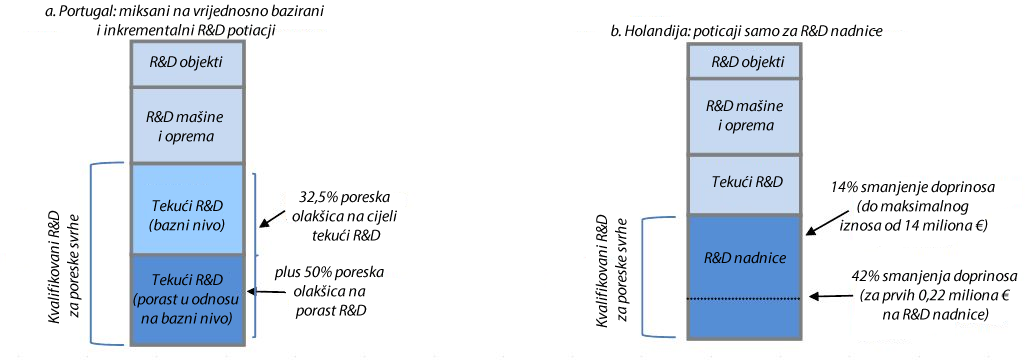 a. Portugal: miksani na vrijednosno bazirani
i inkrementalni R&D potiacji
R&D objekti
R&D mašine
i oprema
Tekući R&D
(bazni nivo)
Tekući R&D
(porast u odnosu
na bazni nivo)
Kvalifikovani R&D
za poreske svrhe
32,5% poreska
olakšica na cijeli
tekući R&D
plus 50% poreska
olakšica na
porast R&D
b. Holandija: poticaji samo za R&D nadnice
R&D objekti
R&D mašine
i oprema
Tekući R&D
R&D nadnice
Kvalifikovani R&D
za poreske svrhe
14% smanjenje doprinosa
(do maksimalnog
iznosa od 14 miliona €)
42% smanjenja doprinosa
(za prvih 0,22 miliona €
na R&D nadnice)